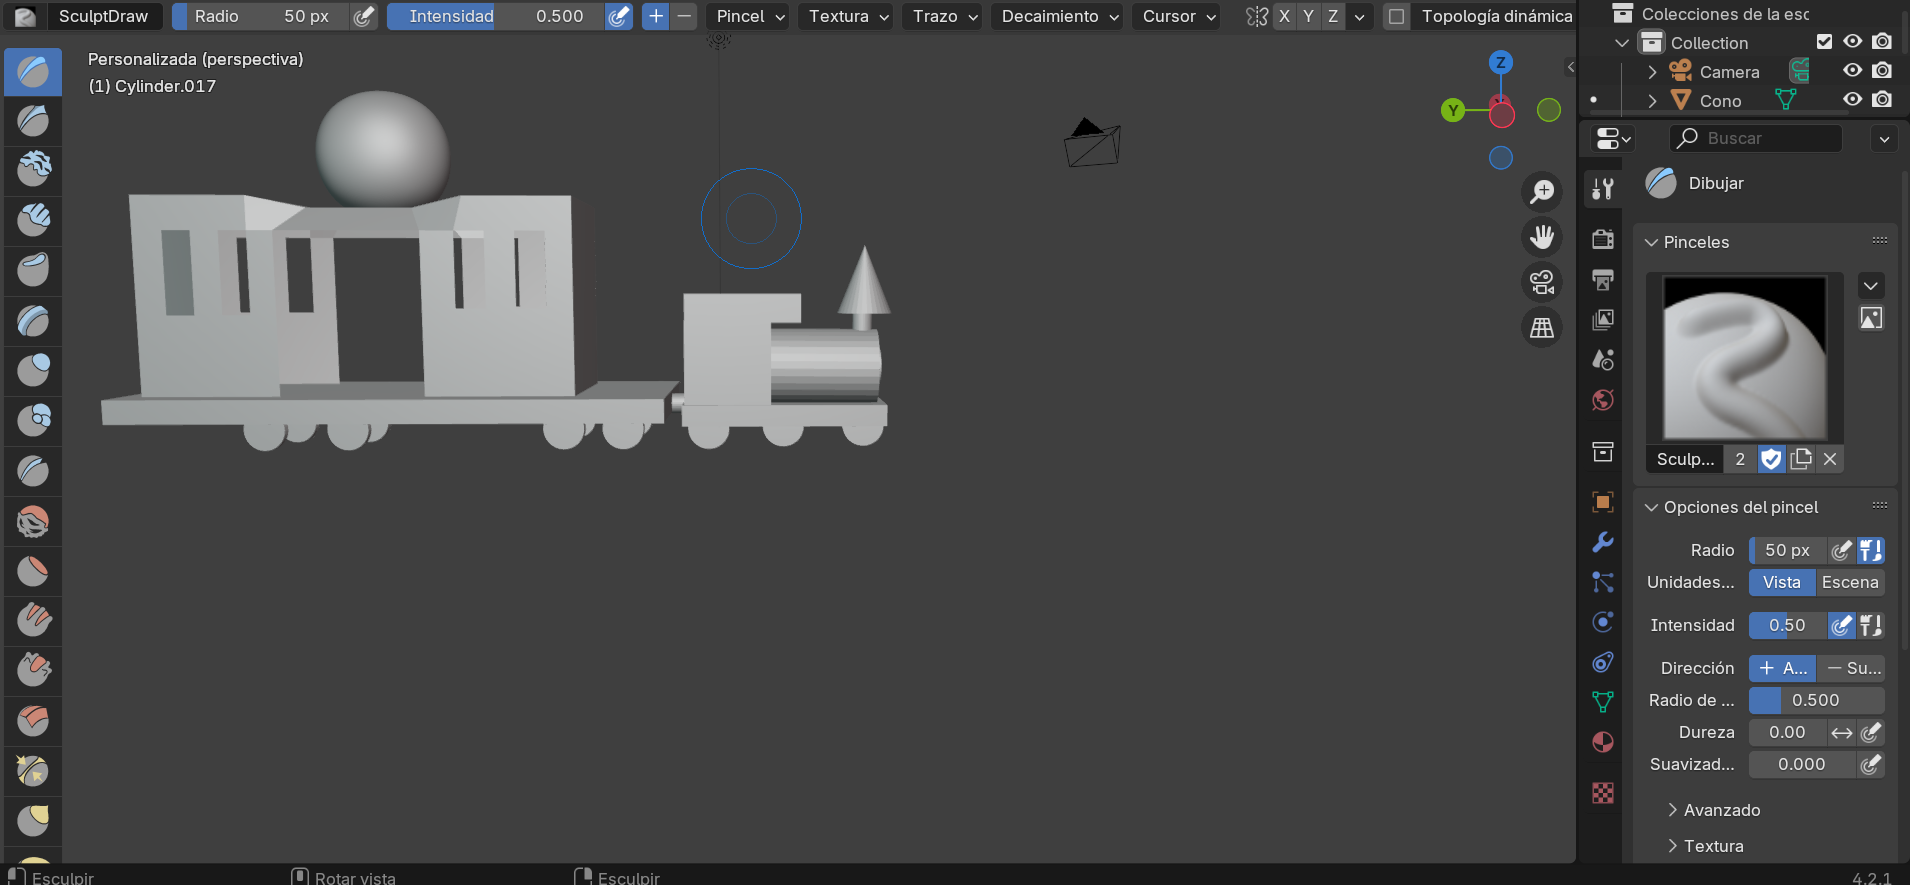 SculptDraw Radio 50 px Intensidad 0.500 + − Pincel Textura Trazo Decaimiento Cursor X Y Z Topología dinámica
Personalizada (perspectiva)
(1) Cylinder.017
Z
Y
Colecciones de la esc
Collection
Camera
Cono
Buscar
Dibujar
Pinceles
Sculp... 2
Opciones del pincel
Radio 50 px
Unidades... Vista Escena
Intensidad 0.50
Dirección + A... − Su...
Radio de ... 0.500
Dureza 0.00
Suavizad... 0.000
Avanzado
Textura
Esculpir Rotar vista Esculpir 4.2.1